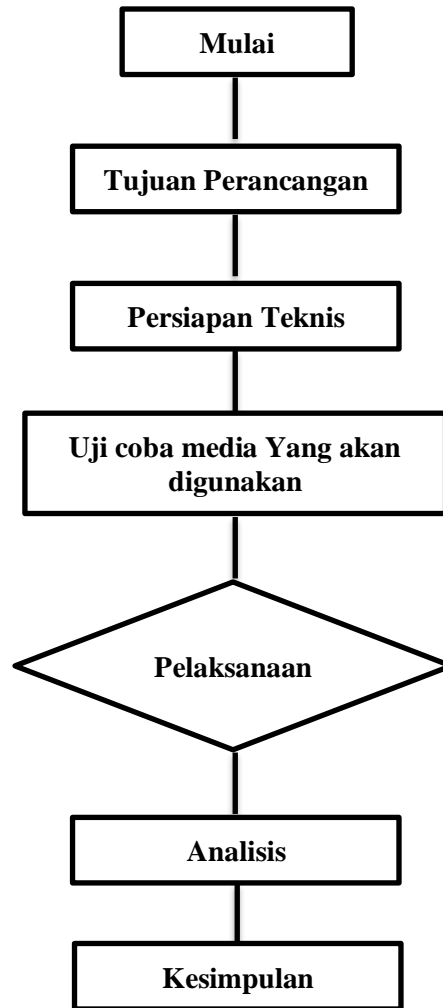 Mulai
Tujuan Perancangan
Persiapan Teknis
Uji coba media Yang akan
digunakan
Pelaksanaan
Analisis
Kesimpulan